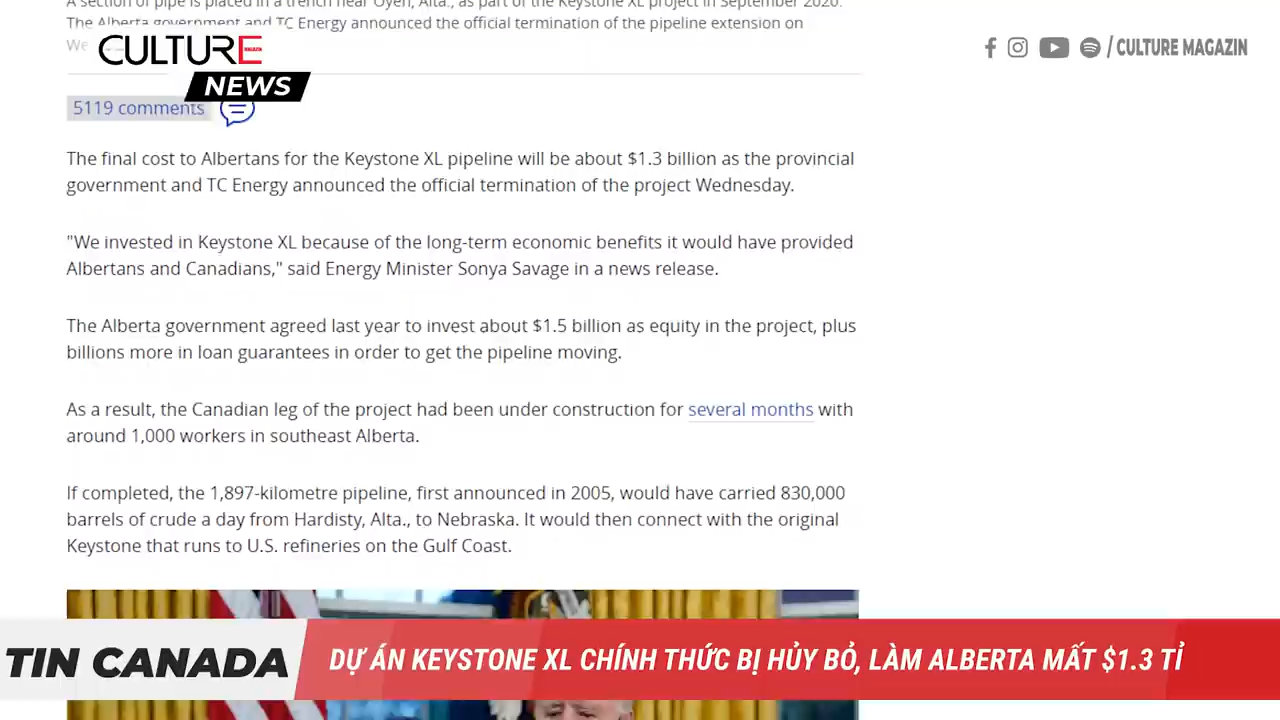 A section of pipe is placed in a trench near Oyen, Alta., as part of the Keystone XL project in September 2020.
The Alberta government and TC Energy announced the official termination of the pipeline extension on
We
CULTURE
MAGAZIN
NEWS
/ CULTURE MAGAZIN
5119 comments
The final cost to Albertans for the Keystone XL pipeline will be about $1.3 billion as the provincial
government and TC Energy announced the official termination of the project Wednesday.
"We invested in Keystone XL because of the long-term economic benefits it would have provided
Albertans and Canadians," said Energy Minister Sonya Savage in a news release.
The Alberta government agreed last year to invest about $1.5 billion as equity in the project, plus
billions more in loan guarantees in order to get the pipeline moving.
As a result, the Canadian leg of the project had been under construction for several months with
around 1,000 workers in southeast Alberta.
If completed, the 1,897-kilometre pipeline, first announced in 2005, would have carried 830,000
barrels of crude a day from Hardisty, Alta., to Nebraska. It would then connect with the original
Keystone that runs to U.S. refineries on the Gulf Coast.
TIN CANADA
DỰ ÁN KEYSTONE XL CHÍNH THỨC BỊ HỦY BỎ, LÀM ALBERTA MẤT $1.3 TỈ